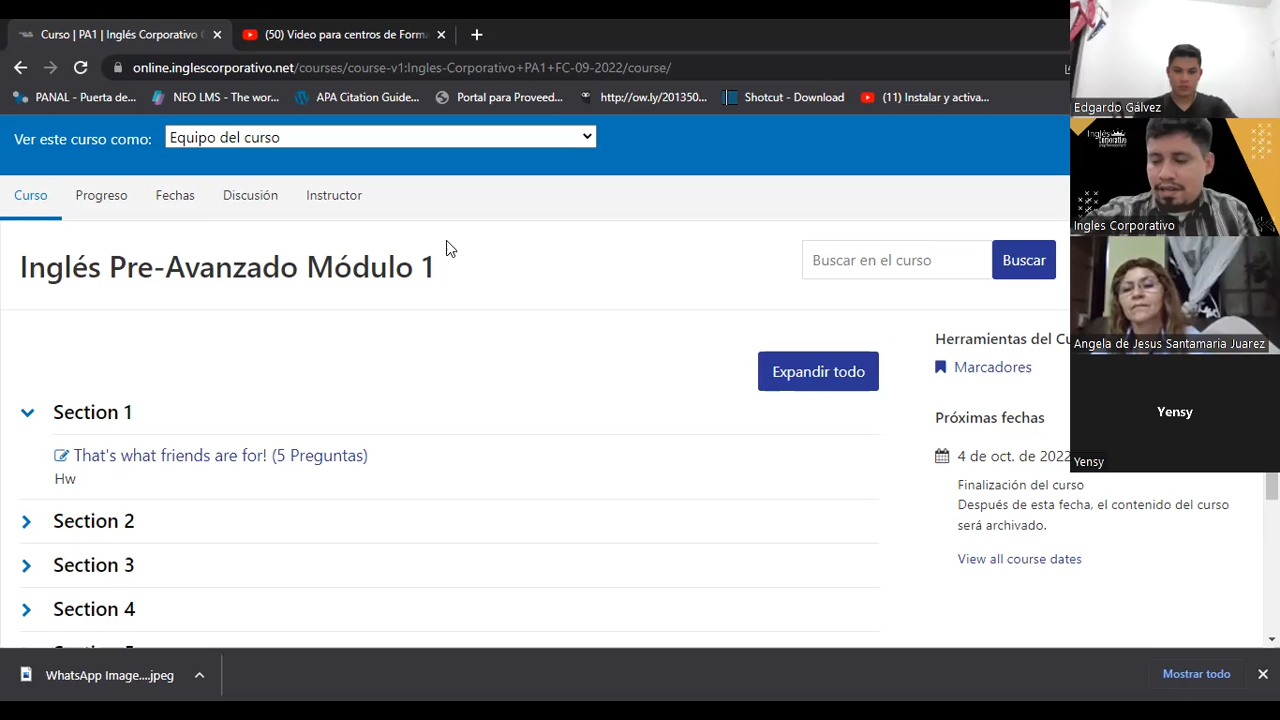 Curso | PA1 | Inglés Corporativo
(50) Video para centros de Forma
online.inglescorporativo.net/courses/course-v1:Ingles-Corporativo+PA1+FC-09-2022/course/
PANAL - Puerta de...
NEO LMS - The wor...
APA Citation Guide...
Portal para Proveed...
http://ow.ly/201350...
Shotcut - Download
(11) Instalar y activa...
Ver este curso como:
Equipo del curso
Curso
Progreso
Fechas
Discusión
Instructor
Inglés Pre-Avanzado Módulo 1
Buscar en el curso
Buscar
Expandir todo
Section 1
That's what friends are for! (5 Preguntas)
Hw
Section 2
Section 3
Section 4
Herramientas del Cu
Marcadores
Próximas fechas
4 de oct. de 2022
Finalización del curso
Después de esta fecha, el contenido del curso
será archivado.
View all course dates
WhatsApp Image....jpeg
Mostrar todo
Edgardo Gálvez
Inglés
Corporativo
Ingles Corporativo
Angela de Jesus Santamaria Juarez
Yensy
Yensy